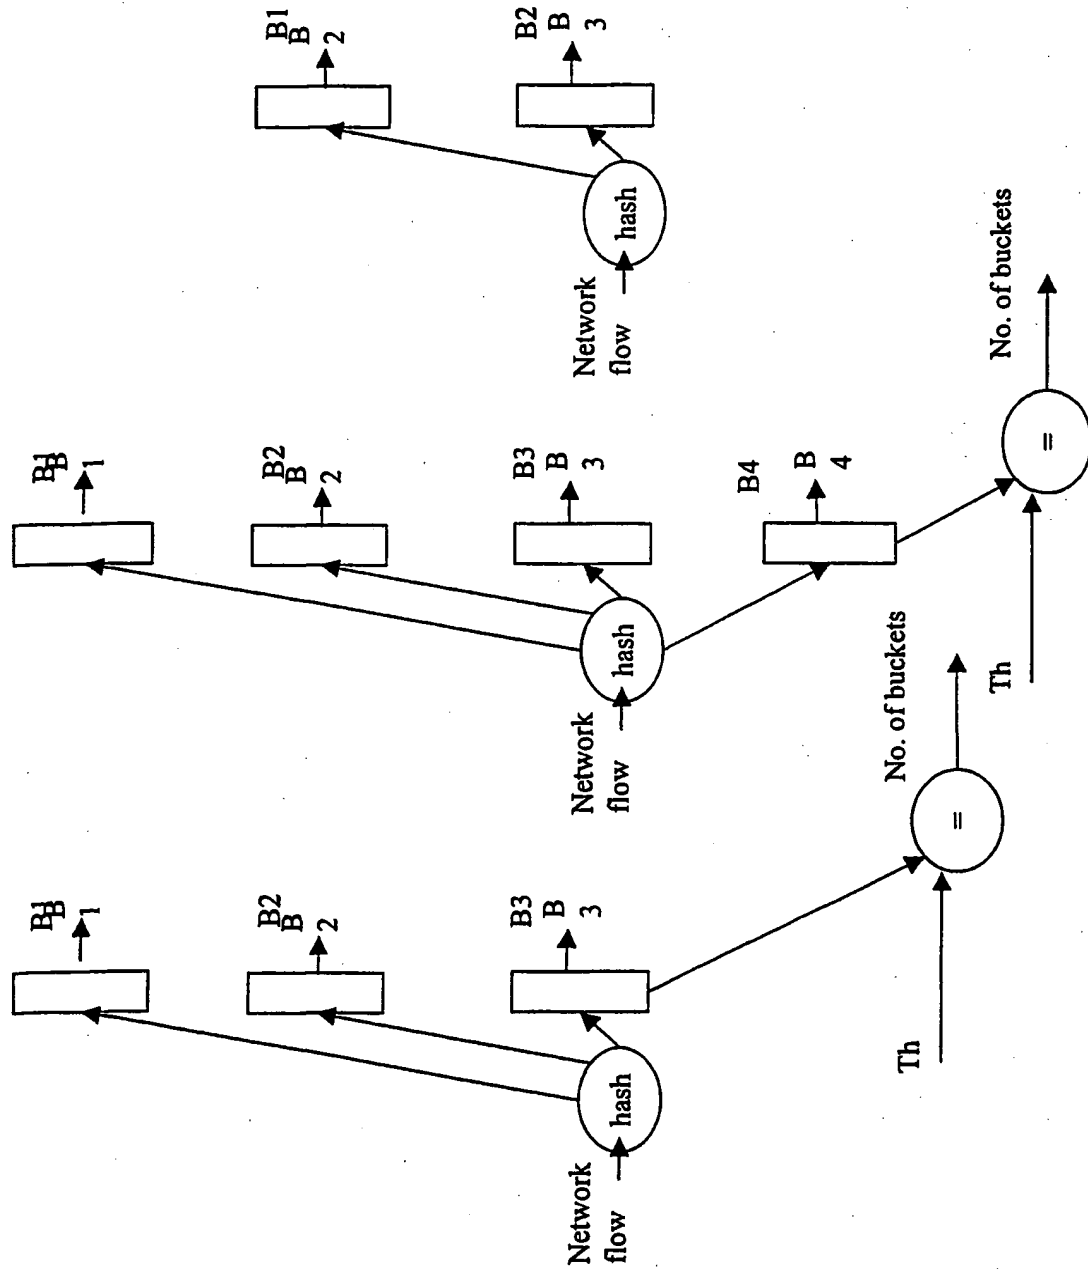 B1
B
1
B2
B
2
B3
B
3
Network
flow
hash
Th
=
No. of buckets
B1
B
1
B2
B
2
B3
B
3
B4
B
4
Network
flow
hash
Th
=
No. of buckets
B1
B
2
B2
B
3
Network
flow
hash